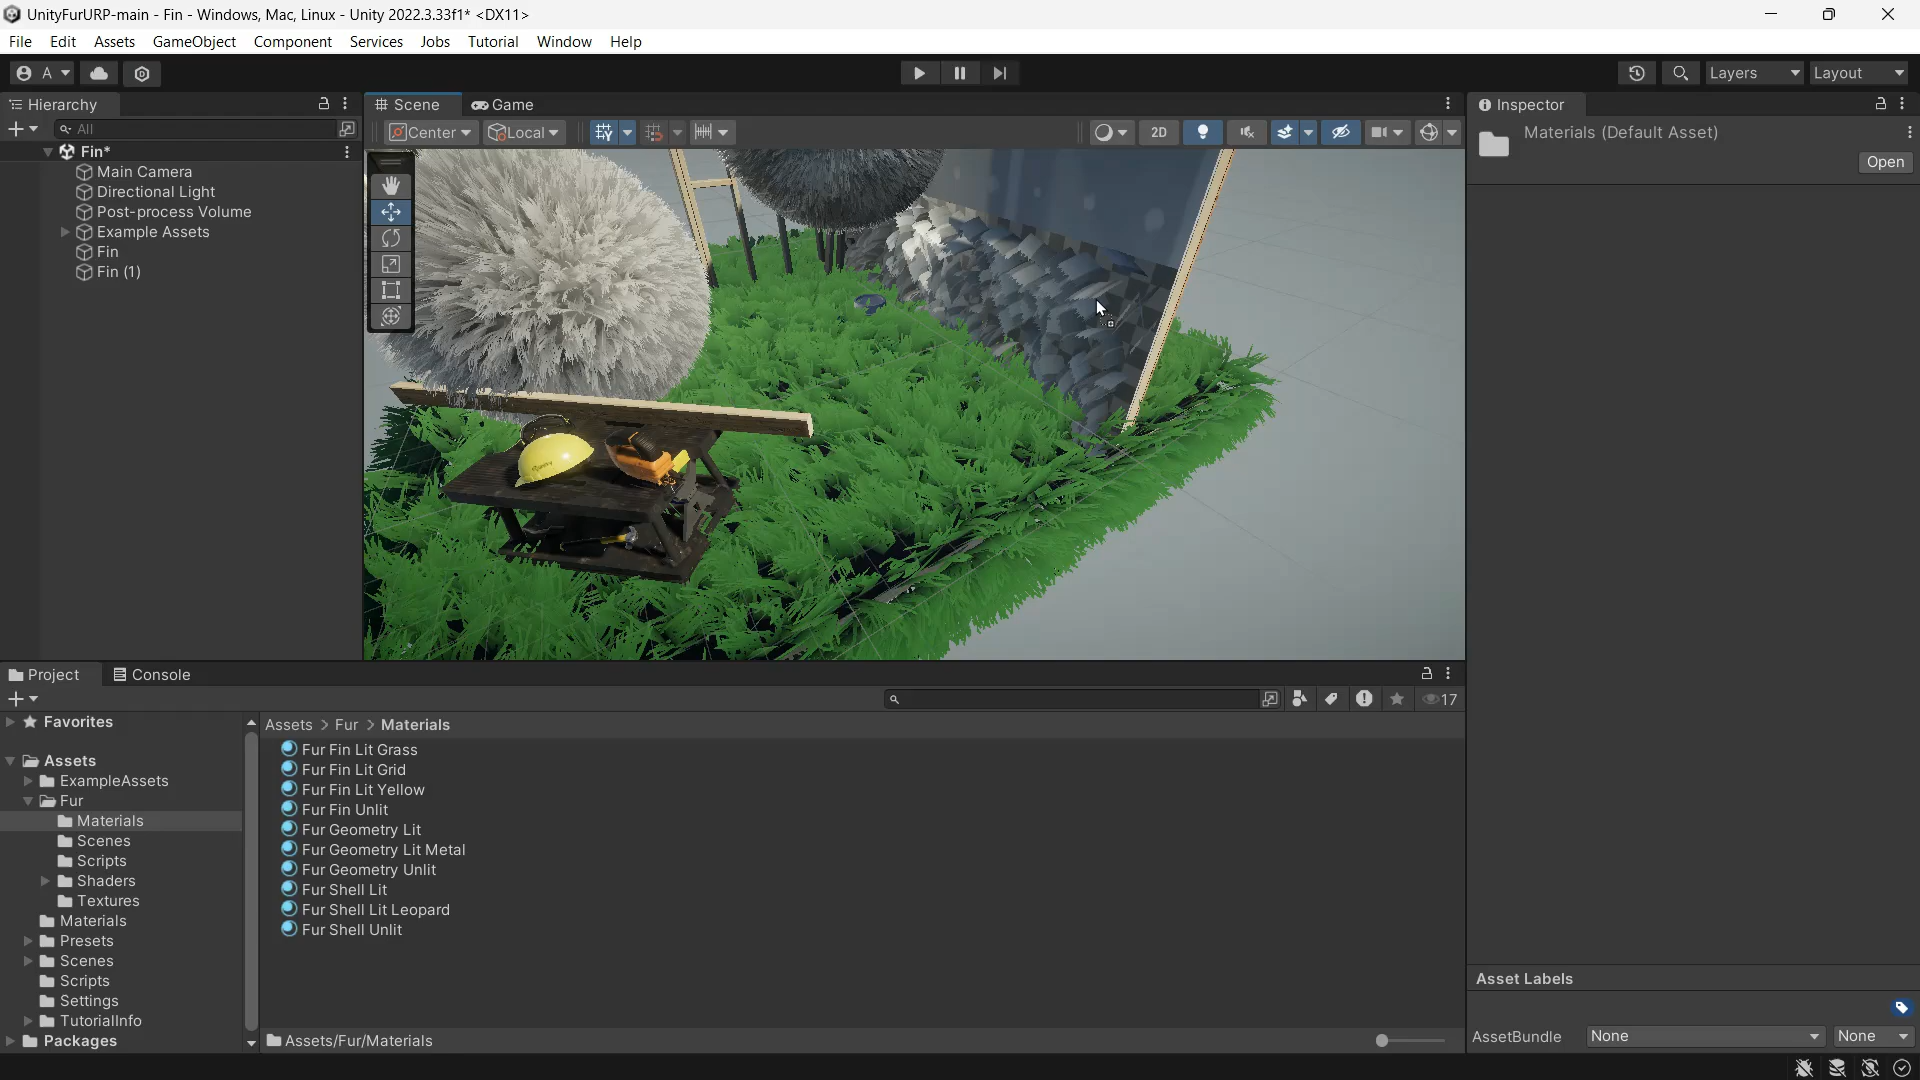 UnityFurURP-main - Fin - Windows, Mac, Linux - Unity 2022.3.33f1* <DX11>
File Edit Assets GameObject Component Services Jobs Tutorial Window Help
A
Layers
Layout
Hierarchy
All
Fin*
Main Camera
Directional Light
Post-process Volume
Example Assets
Fin
Fin (1)
Scene
Game
Center
Local
2D
Inspector
Materials (Default Asset)
Open
Project
Console
17
Favorites
Assets
ExampleAssets
Fur
Materials
Scenes
Scripts
Shaders
Textures
Materials
Presets
Scenes
Scripts
Settings
TutorialInfo
Packages
Assets > Fur > Materials
Fur Fin Lit Grass
Fur Fin Lit Grid
Fur Fin Lit Yellow
Fur Fin Unlit
Fur Geometry Lit
Fur Geometry Lit Metal
Fur Geometry Unlit
Fur Shell Lit
Fur Shell Lit Leopard
Fur Shell Unlit
Assets/Fur/Materials
Asset Labels
AssetBundle
None
None